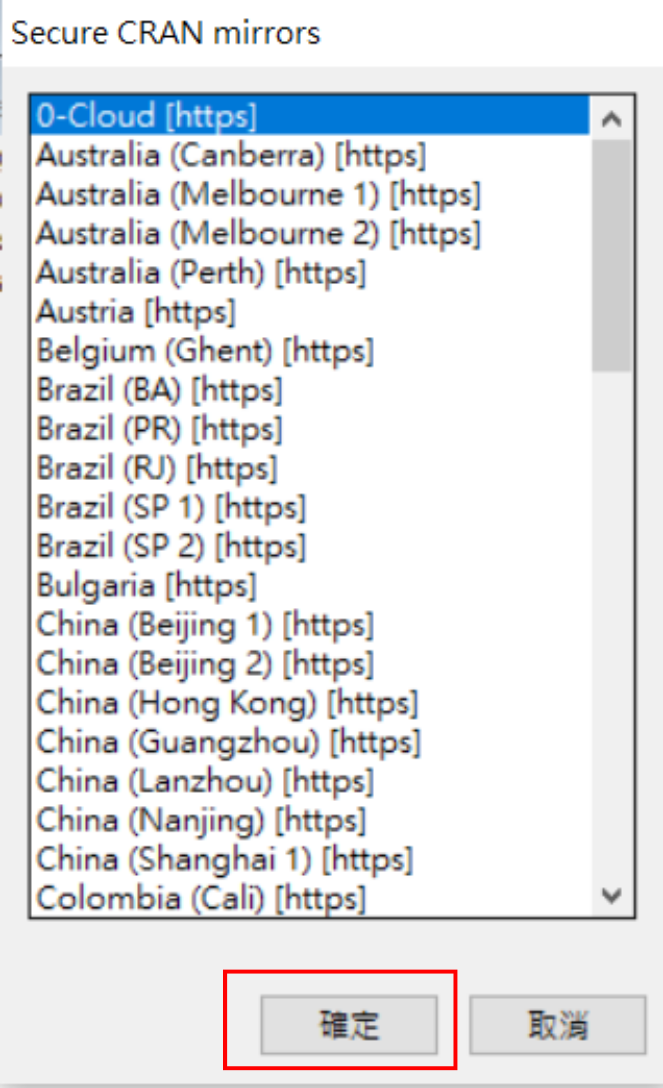 Secure CRAN mirrors
0-Cloud [https]
Australia (Canberra) [https]
Australia (Melbourne 1) [https]
Australia (Melbourne 2) [https]
Australia (Perth) [https]
Austria [https]
Belgium (Ghent) [https]
Brazil (BA) [https]
Brazil (PR) [https]
Brazil (RJ) [https]
Brazil (SP 1) [https]
Brazil (SP 2) [https]
Bulgaria [https]
China (Beijing 1) [https]
China (Beijing 2) [https]
China (Hong Kong) [https]
China (Guangzhou) [https]
China (Lanzhou) [https]
China (Nanjing) [https]
China (Shanghai 1) [https]
Colombia (Cali) [https]
確定 取消